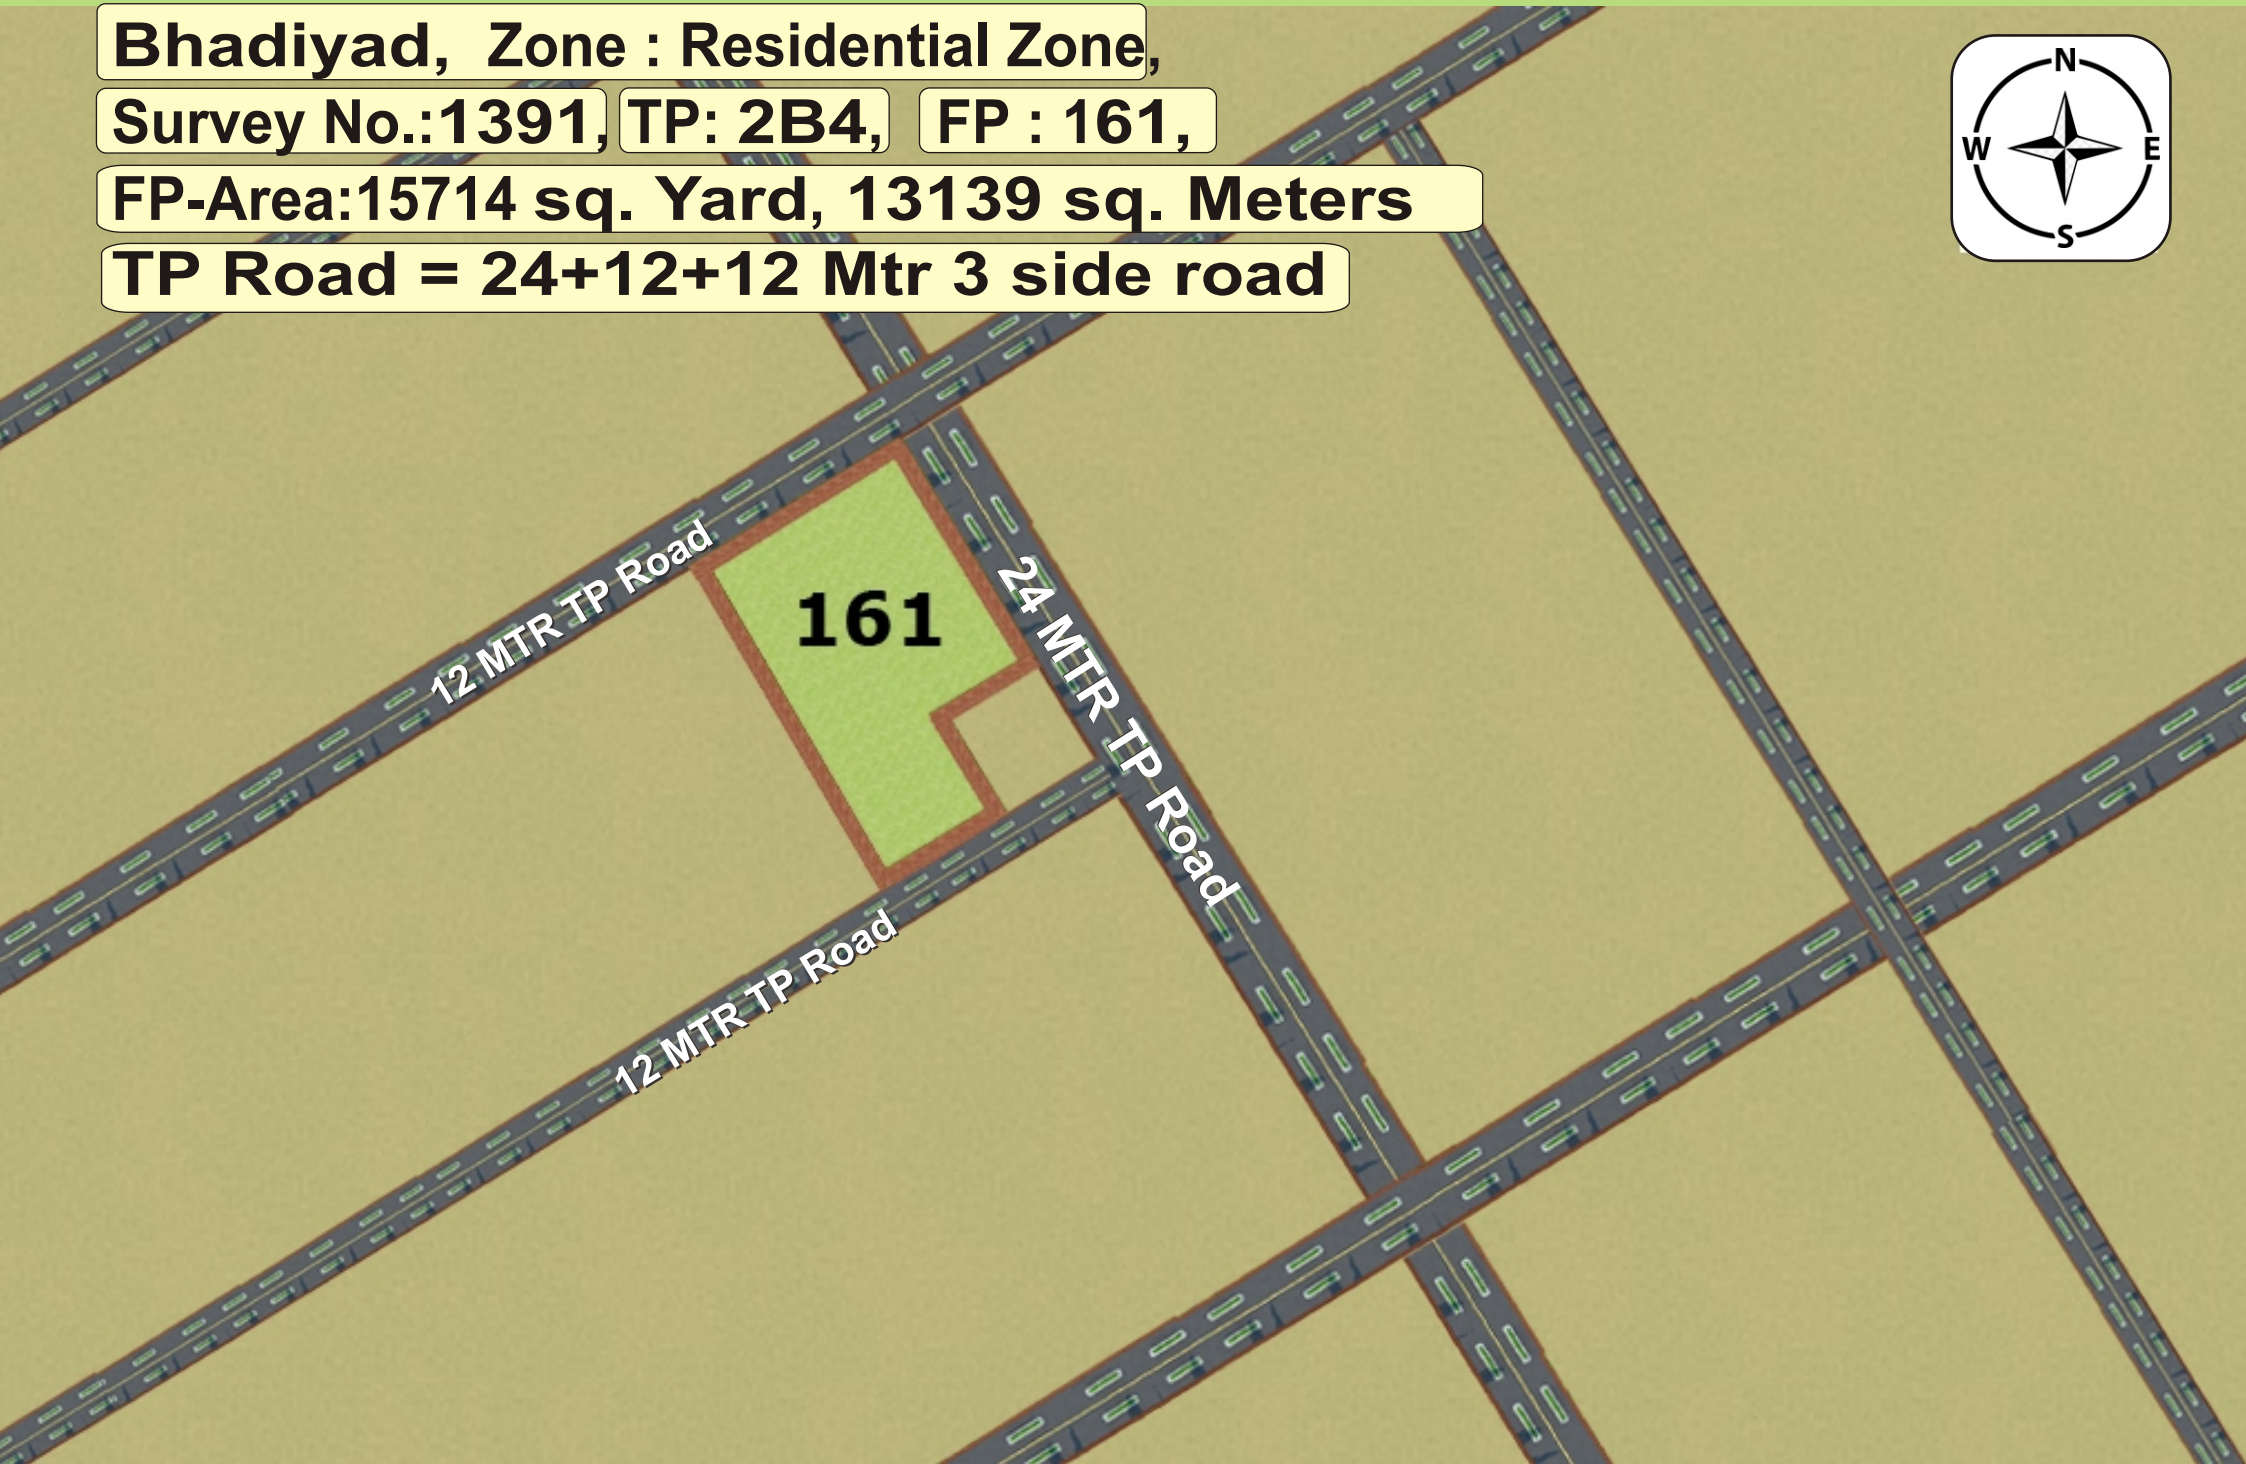 Bhadiyad, Zone : Residential Zone,
Survey No.:1391, TP: 2B4, FP : 161,
FP-Area:15714 sq. Yard, 13139 sq. Meters
TP Road = 24+12+12 Mtr 3 side road
N
W E
S
12 MTR TP Road
161
24 MTR TP Road
12 MTR TP Road